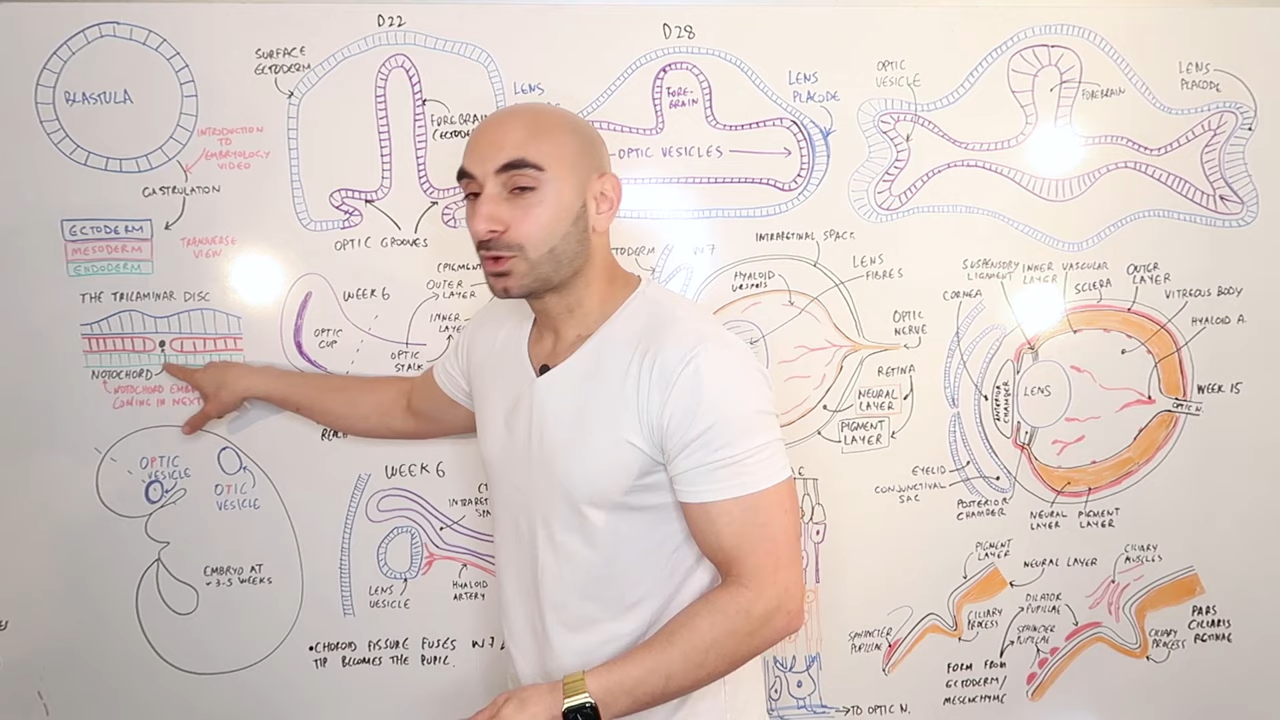 D22
D28
SURFACE
ECTODERM
BLASTULA
INTRODUCTION
TO
EMBRYOLOGY
VIDEO
GASTRULATION
ECTODERM
MESODERM
ENDODERM
TRANSVERSE
VIEW
THE TRILAMINAR DISC
NOTOCHORD
NOTOCHORD
COMING IN NEXT
FOREBRAIN
OPTIC GROOVES
LENS
FORE-
BRAIN
LENS
PLACODE
OPTIC VESICLES
OPTIC
VESICLE
FOREBRAIN
LENS
PLACODE
WEEK 6
OPTIC
CUP
OUTER
LAYER
INNER
OPTIC
STALK
W7
INTRARETINAL SPACE
HYALOID
VESSELS
LENS
FIBRES
OPTIC
NERVE
RETINA
NEURAL
LAYER
PIGMENT
LAYER
SUSPENSORY
LIGAMENT
INNER VASCULAR
LAYER
SCLERA
OUTER
LAYER
VITREOUS BODY
HYALOID A.
CORNEA
ANTERIOR
CHAMBER
LENS
WEEK 15
OPTIC N.
EYELID
CONJUNCTIVAL
SAC
POSTERIOR
CHAMBER
NEURAL
LAYER
PIGMENT
LAYER
OPTIC
VESICLE
OTIC
VESICLE
EMBRYO AT
~3-5 WEEKS
WEEK 6
LENS
VESICLE
HYALOID
ARTERY
•CHOROID FISSURE FUSES W7
TIP BECOMES THE PUPIL.
→TO OPTIC N.
PIGMENT
LAYER
NEURAL LAYER
CILIARY
PROCESS
SPHINCTER
PUPILLAE
DILATOR
PUPILLAE
SPHINCTER
PUPILLAE
FORM FROM
ECTODERM/
MESENCHYME
CILIARY
MUSCLES
CILIARY
PROCESS
PARS
CILIARIS
RETINAE